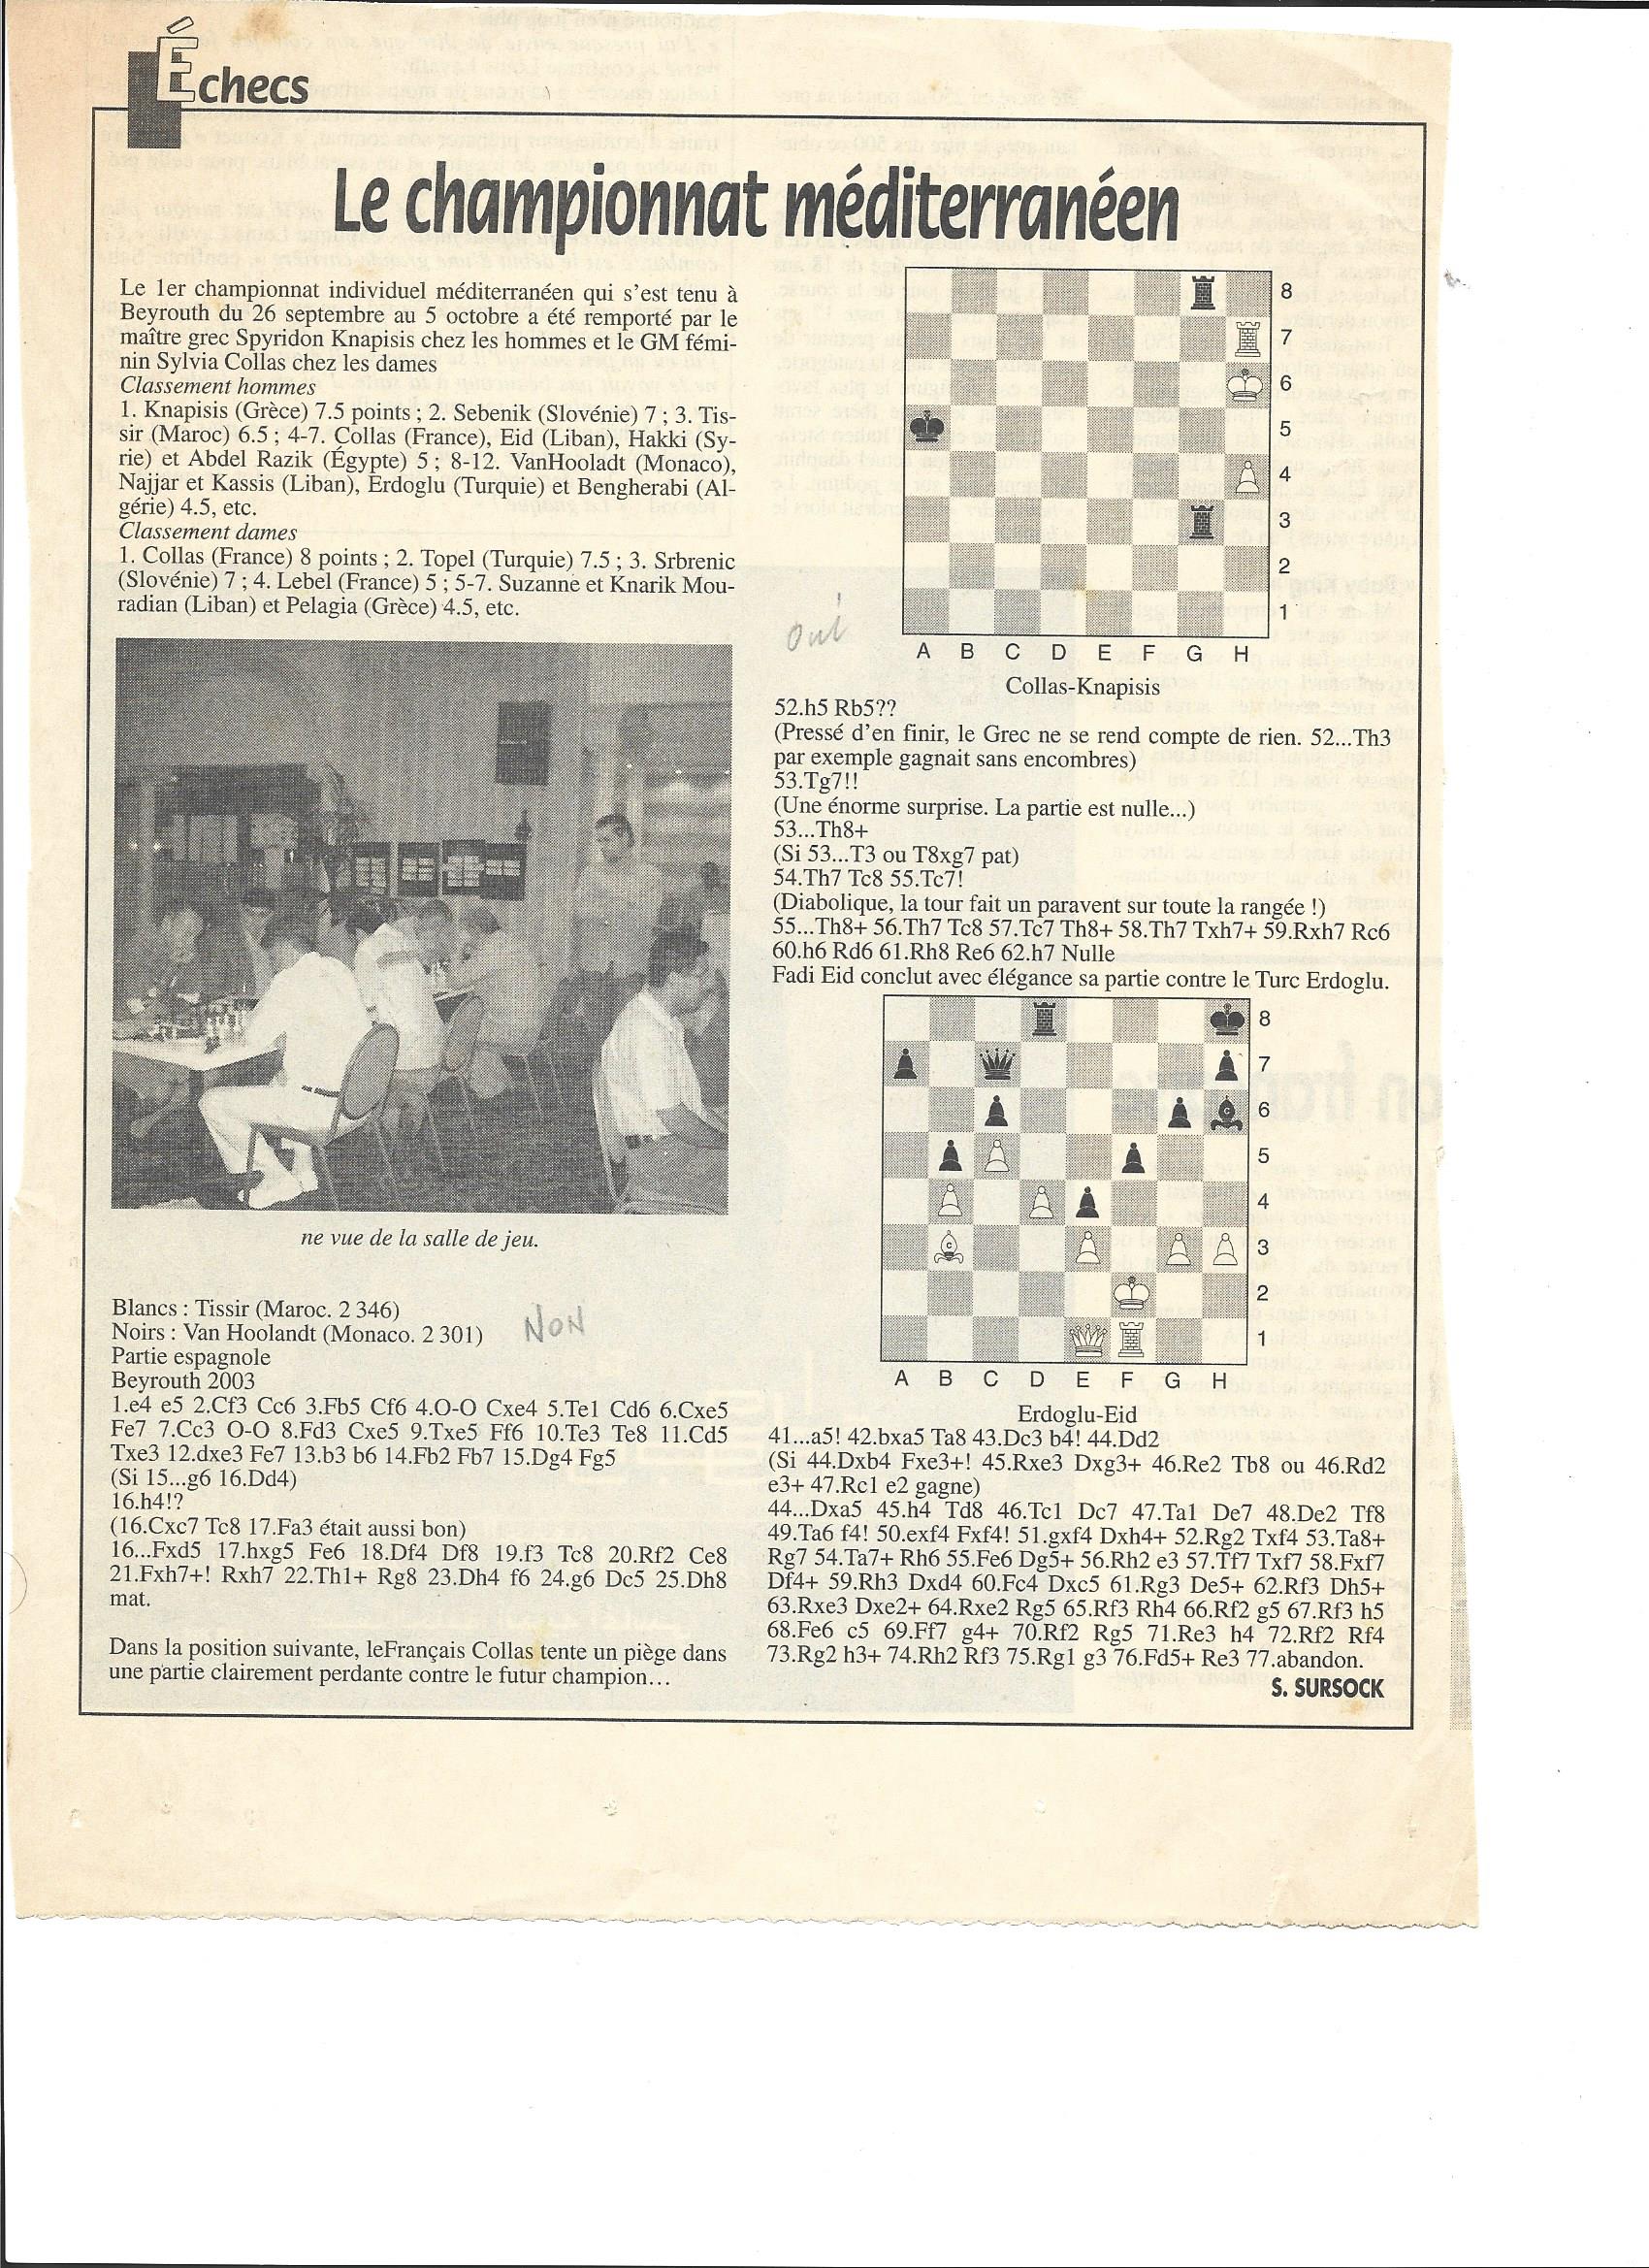 Échecs
Le championnat méditerranéen
Le 1er championnat individuel méditerranéen qui s'est tenu à
Beyrouth du 26 septembre au 5 octobre a été remporté par le
maître grec Spyridon Knapisis chez les hommes et le GM fémi-
nin Sylvia Collas chez les dames
Classement hommes
1. Knapisis (Grèce) 7.5 points ; 2. Sebenik (Slovénie) 7 ; 3. Tis-
sir (Maroc) 6.5 ; 4-7. Collas (France), Eid (Liban), Hakki (Sy-
rie) et Abdel Razik (Égypte) 5 ; 8-12. VanHooladt (Monaco),
Najjar et Kassis (Liban), Erdoglu (Turquie) et Bengherabi (Al-
gérie) 4.5, etc.
Classement dames
1. Collas (France) 8 points ; 2. Topel (Turquie) 7.5 ; 3. Srbrenic
(Slovénie) 7 ; 4. Lebel (France) 5 ; 5-7. Suzanne et Knarik Mou-
radian (Liban) et Pelagia (Grèce) 4.5, etc.
ne vue de la salle de jeu.
Blancs : Tissir (Maroc. 2 346)
Noirs : Van Hoolandt (Monaco. 2 301)
NON
Partie espagnole
Beyrouth 2003
1.e4 e5 2.Cf3 Cc6 3.Fb5 Cf6 4.O-O Cxe4 5.Te1 Cd6 6.Cxe5
Fe7 7.Cc3 O-O 8.Fd3 Cxe5 9.Txe5 Ff6 10.Te3 Te8 11.Cd5
Txe3 12.dxe3 Fe7 13.b3 b6 14.Fb2 Fb7 15.Dg4 Fg5
(Si 15...g6 16.Dd4)
16.h4!?
(16.Cxc7 Tc8 17.Fa3 était aussi bon)
16...Fxd5 17.hxg5 Fe6 18.Df4 Df8 19.f3 Tc8 20.Rf2 Ce8
21.Fxh7+! Rxh7 22.Th1+ Rg8 23.Dh4 f6 24.g6 Dc5 25.Dh8
mat.
Dans la position suivante, leFrançais Collas tente un piège dans
une partie clairement perdante contre le futur champion…
8
7
6
5
4
3
2
1
A B C D E F G H
oui
Collas-Knapisis
52.h5 Rb5??
(Pressé d'en finir, le Grec ne se rend compte de rien. 52...Th3
par exemple gagnait sans encombres)
53.Tg7!!
(Une énorme surprise. La partie est nulle...)
53...Th8+
(Si 53...T3 ou T8xg7 pat)
54.Th7 Tc8 55.Tc7!
(Diabolique, la tour fait un paravent sur toute la rangée !)
55...Th8+ 56.Th7 Tc8 57.Tc7 Th8+ 58.Th7 Txh7+ 59.Rxh7 Rc6
60.h6 Rd6 61.Rh8 Re6 62.h7 Nulle
Fadi Eid conclut avec élégance sa partie contre le Turc Erdoglu.
8
7
6
5
4
3
2
1
A B C D E F G H
Erdoglu-Eid
41...a5! 42.bxa5 Ta8 43.Dc3 b4! 44.Dd2
(Si 44.Dxb4 Fxe3+! 45.Rxe3 Dxg3+ 46.Re2 Tb8 ou 46.Rd2
e3+ 47.Rc1 e2 gagne)
44...Dxa5 45.h4 Td8 46.Tc1 Dc7 47.Ta1 De7 48.De2 Tf8
49.Ta6 f4! 50.exf4 Fxf4! 51.gxf4 Dxh4+ 52.Rg2 Txf4 53.Ta8+
Rg7 54.Ta7+ Rh6 55.Fe6 Dg5+ 56.Rh2 e3 57.Tf7 Txf7 58.Fxf7
Df4+ 59.Rh3 Dxd4 60.Fc4 Dxc5 61.Rg3 De5+ 62.Rf3 Dh5+
63.Rxe3 Dxe2+ 64.Rxe2 Rg5 65.Rf3 Rh4 66.Rf2 g5 67.Rf3 h5
68.Fe6 c5 69.Ff7 g4+ 70.Rf2 Rg5 71.Re3 h4 72.Rf2 Rf4
73.Rg2 h3+ 74.Rh2 Rf3 75.Rg1 g3 76.Fd5+ Re3 77.abandon.
S. SURSOCK